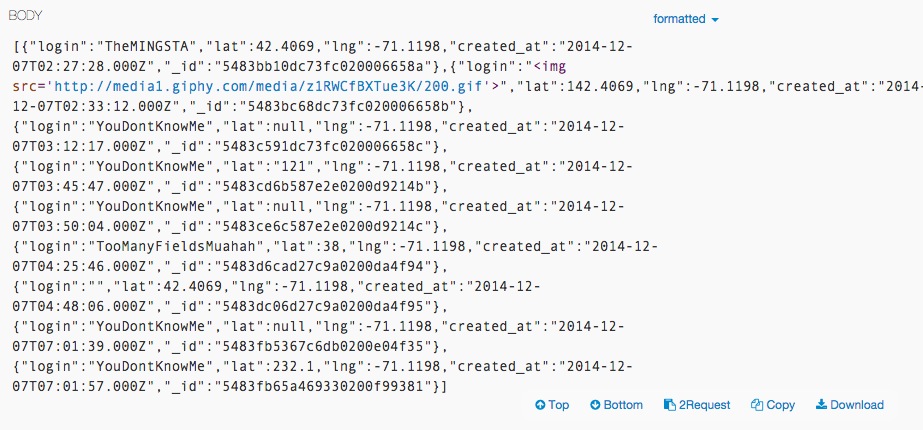 BODY
formatted
[{"login":"TheMINGSTA","lat":42.4069,"lng":-71.1198,"created_at":"2014-12-
07T02:27:28.000Z","_id":"5483bb10dc73fc020006658a"},{"login":"<img
src='http://media1.giphy.com/media/z1RWCfBXTue3K/200.gif'>","lat":142.4069,"lng":-71.1198,"created_at":"2014-
12-07T02:33:12.000Z","_id":"5483bc68dc73fc020006658b"},
{"login":"YouDontKnowMe","lat":null,"lng":-71.1198,"created_at":"2014-12-
07T03:12:17.000Z","_id":"5483c591dc73fc020006658c"},
{"login":"YouDontKnowMe","lat":"121","lng":-71.1198,"created_at":"2014-12-
07T03:45:47.000Z","_id":"5483cd6b587e2e0200d9214b"},
{"login":"YouDontKnowMe","lat":null,"lng":-71.1198,"created_at":"2014-12-
07T03:50:04.000Z","_id":"5483ce6c587e2e0200d9214c"},
{"login":"TooManyFieldsMuahah","lat":38,"lng":-71.1198,"created_at":"2014-12-
07T04:25:46.000Z","_id":"5483d6cad27c9a0200da4f94"},
{"login":"","lat":42.4069,"lng":-71.1198,"created_at":"2014-12-
07T04:48:06.000Z","_id":"5483dc06d27c9a0200da4f95"},
{"login":"YouDontKnowMe","lat":null,"lng":-71.1198,"created_at":"2014-12-
07T07:01:39.000Z","_id":"5483fb5367c6db0200e04f35"},
{"login":"YouDontKnowMe","lat":232.1,"lng":-71.1198,"created_at":"2014-12-
07T07:01:57.000Z","_id":"5483fb65a469330200f99381"}]
Top Bottom 2Request Copy Download